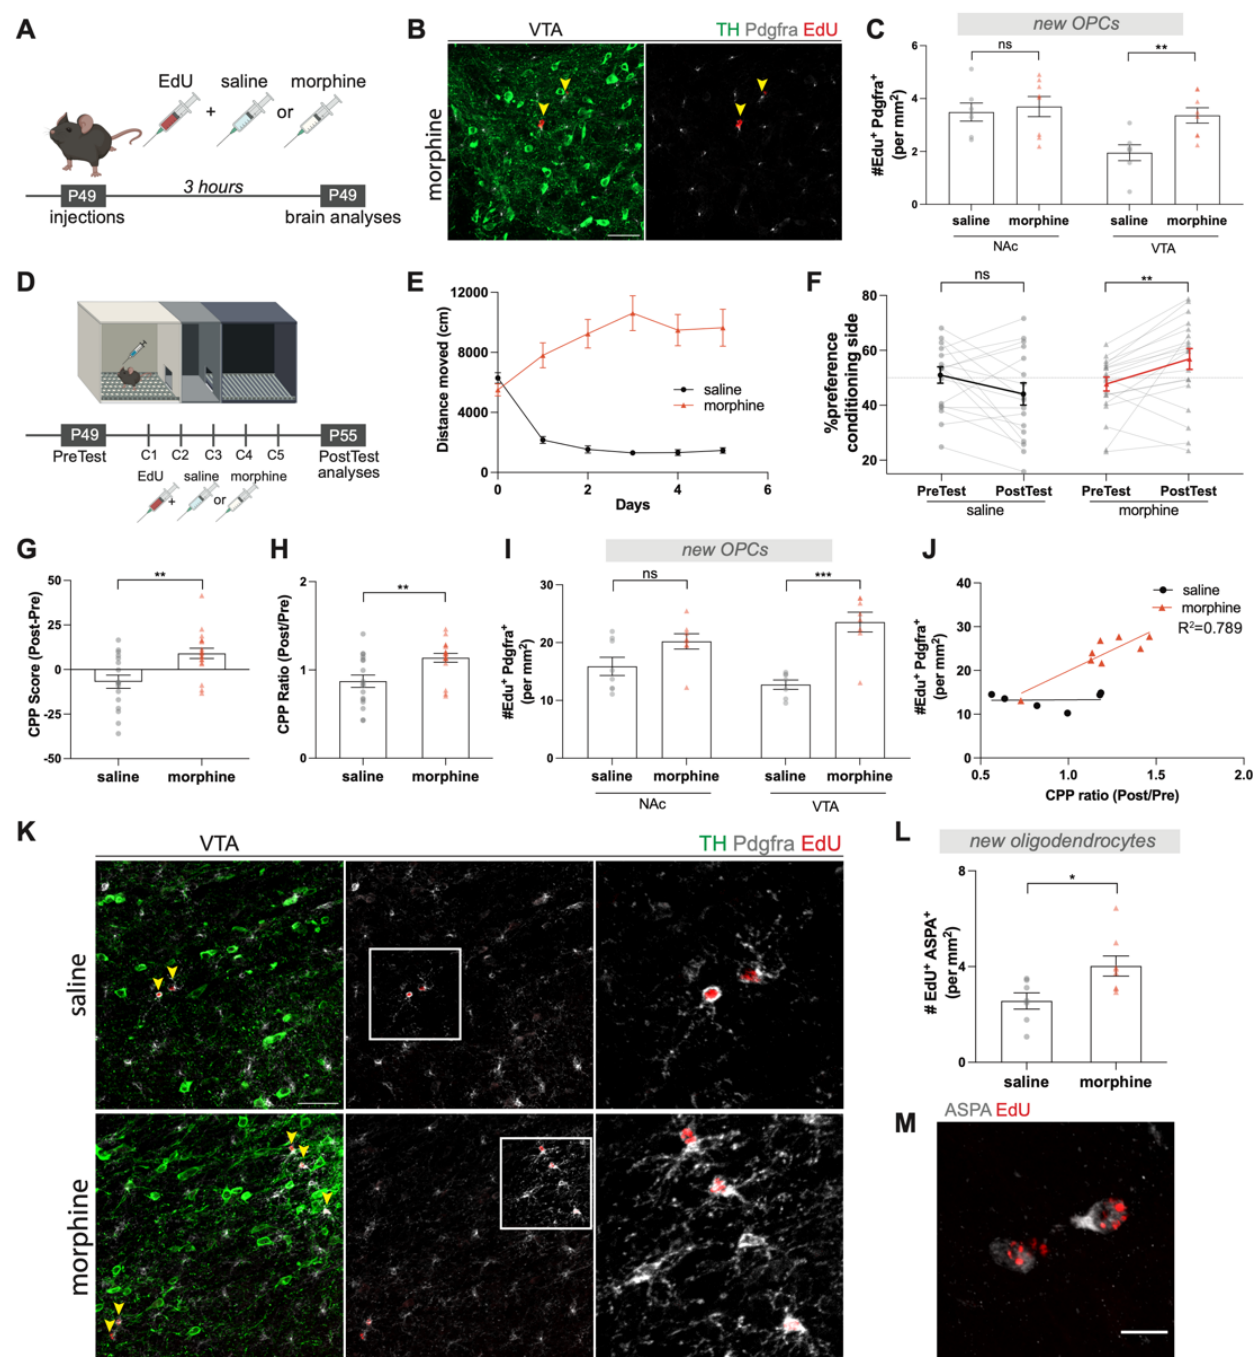 A
EdU saline morphine
+ or
P49 3 hours P49
injections brain analyses
B
VTA TH Pdgfra EdU
morphine
C
new OPCs
ns **
#Edu+ Pdgfra+
(per mm2)
6
4
2
0
saline morphine saline morphine
NAc VTA
D
P49 P55
PreTest C1 C2 C3 C4 C5 PostTest
analyses
EdU saline morphine
+ or
E
Distance moved (cm)
12000
8000
4000
0
saline
morphine
0 2 4 6
Days
F
ns **
%preference
conditioning side
80
60
40
20
PreTest PostTest PreTest PostTest
saline morphine
G
**
CPP Score (Post-Pre)
50
25
0
-25
-50
saline morphine
H
**
CPP Ratio (Post/Pre)
2
1
0
saline morphine
I
new OPCs
ns ***
#Edu+ Pdgfra+
(per mm2)
30
20
10
0
saline morphine saline morphine
NAc VTA
J
#Edu+ Pdgfra+
(per mm2)
40
30
20
10
0
saline
morphine
R2=0.789
0.5 1.0 1.5 2.0
CPP ratio (Post/Pre)
K
VTA TH Pdgfra EdU
saline
morphine
L
new oligodendrocytes
*
# EdU+ ASPA+
(per mm2)
8
4
0
saline morphine
M
ASPA EdU